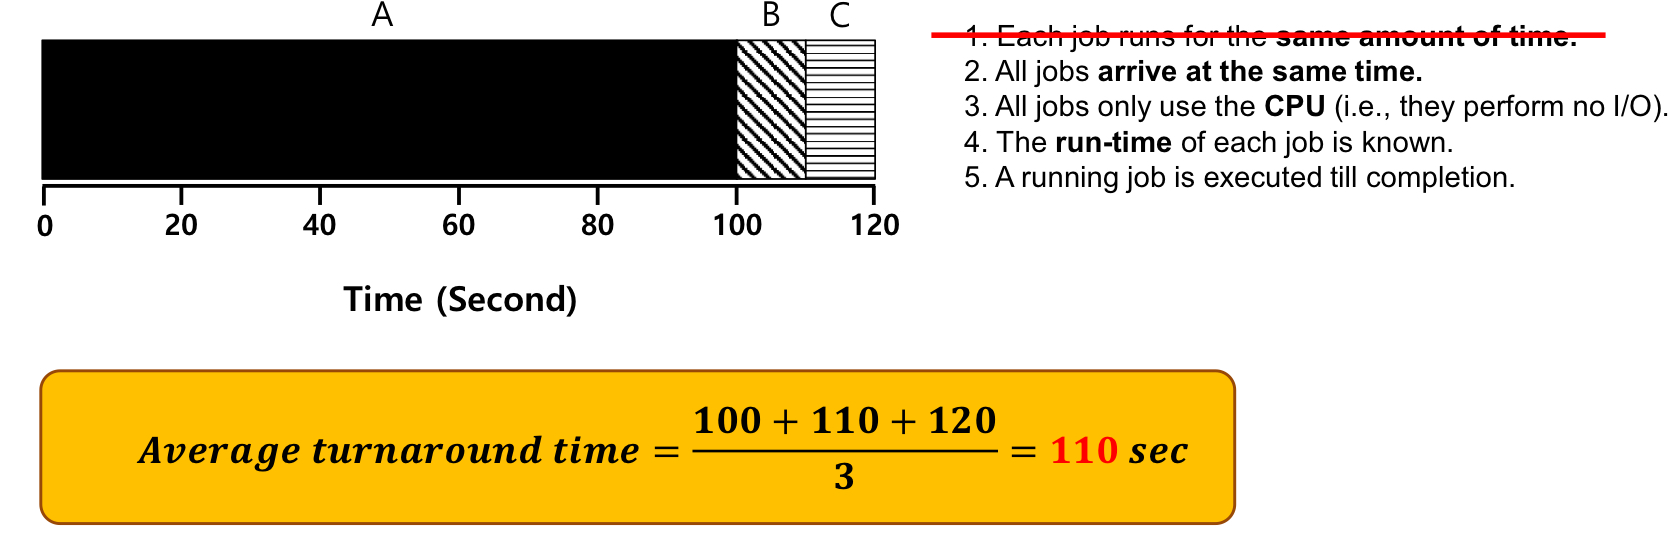 A B C
1. Each job runs for the same amount of time.
2. All jobs arrive at the same time.
3. All jobs only use the CPU (i.e., they perform no I/O).
4. The run-time of each job is known.
5. A running job is executed till completion.
0 20 40 60 80 100 120
Time (Second)
Average turnaround time = \frac{100 + 110 + 120}{3} = 110 sec